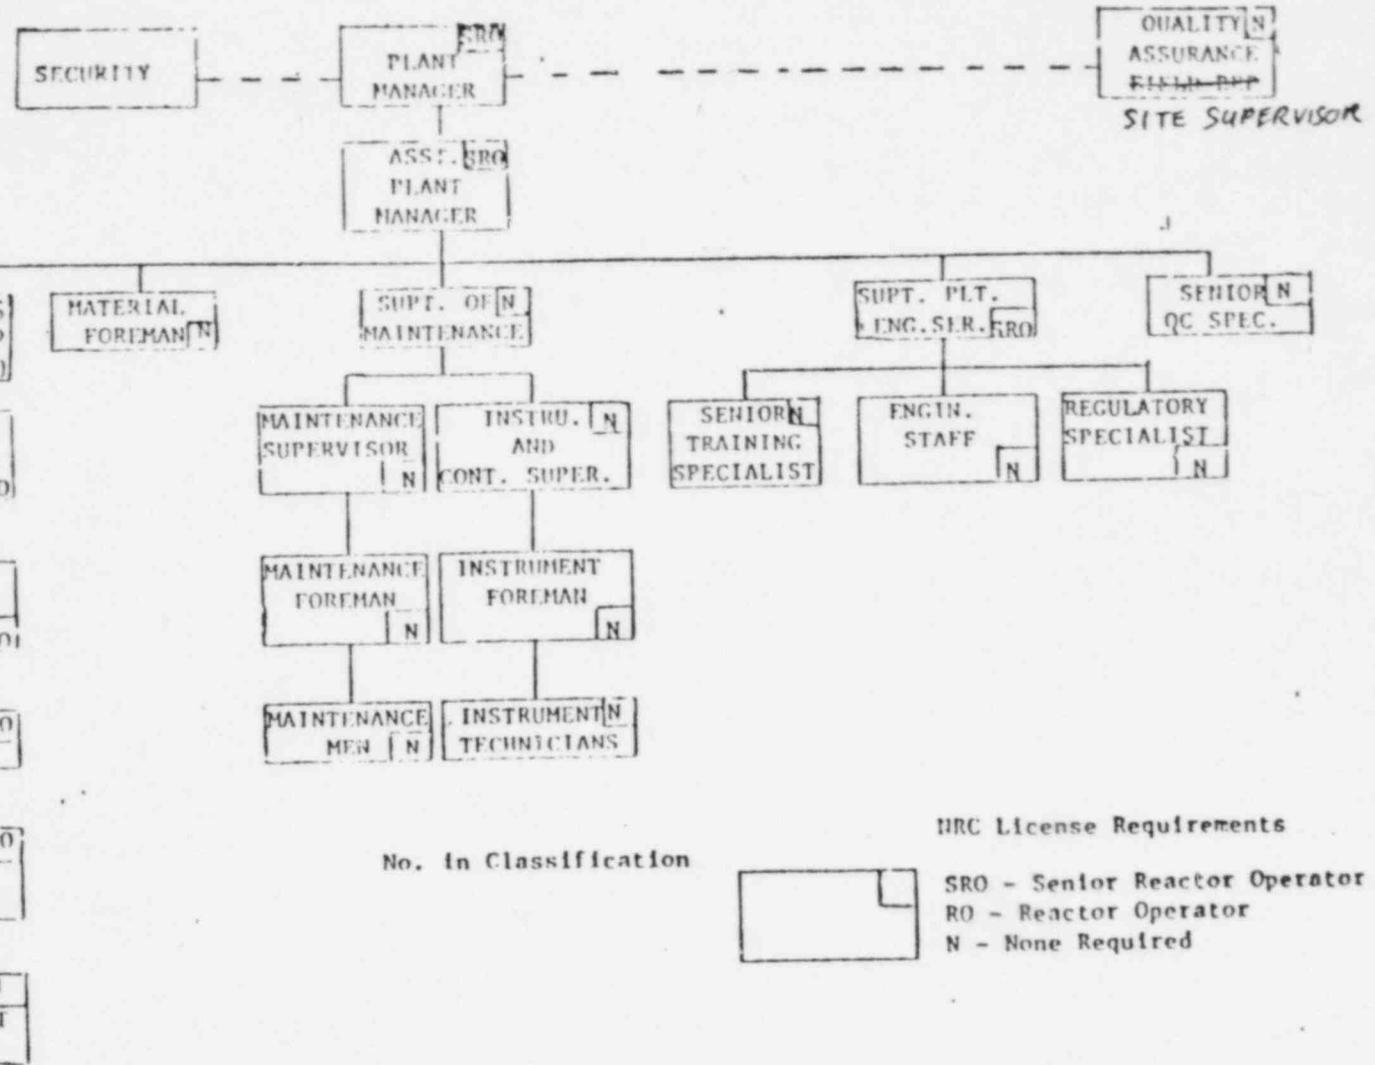 SECURITY
SRO
PLANT
MANAGER
QUALITY N
ASSURANCE
FIELD REP
SITE SUPERVISOR
ASST. SRO
PLANT
MANAGER
MATERIAL
FOREMAN N
SUPT. OF N
MAINTENANCE
SUPT. PLT.
ENG.SER. SRO
SENIOR N
QC SPEC.
MAINTENANCE
SUPERVISOR
N
INSTRU. N
AND
CONT. SUPER.
SENIOR N
TRAINING
SPECIALIST
ENGIN.
STAFF
N
REGULATORY
SPECIALIST
N
MAINTENANCE
FOREMAN
N
INSTRUMENT
FOREMAN
N
MAINTENANCE
MEN N
INSTRUMENT N
TECHNICIANS
No. in Classification
NRC License Requirements
SRO - Senior Reactor Operator
RO - Reactor Operator
N - None Required